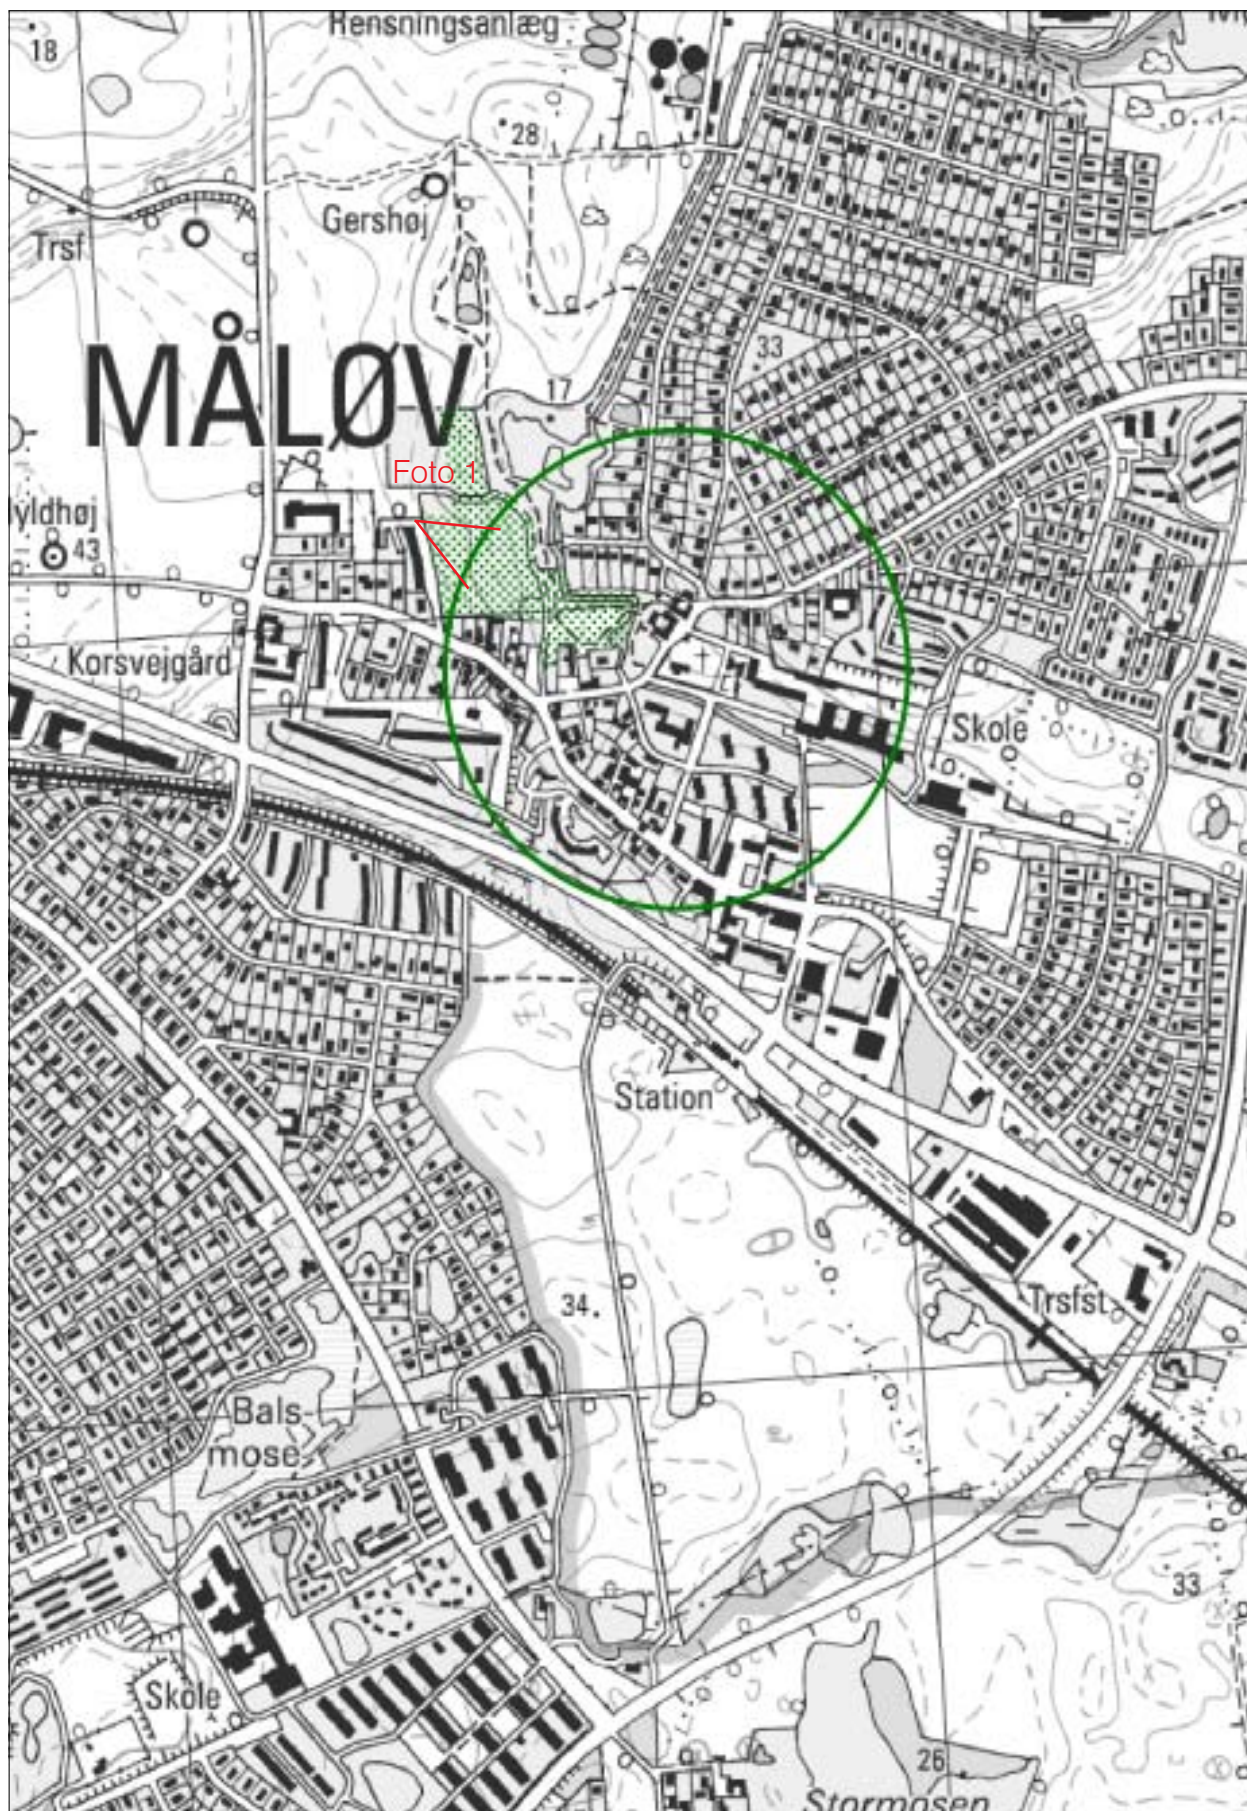 Rensningsanlæg
18
28
Gershøj
Trsf.
33
17
MÅLØV
Foto 1
yldhøj
43
Korsvejgård
Skole
Station
34.
Trsfst.
Bals-
mose
33
Skole
26
Stormosen